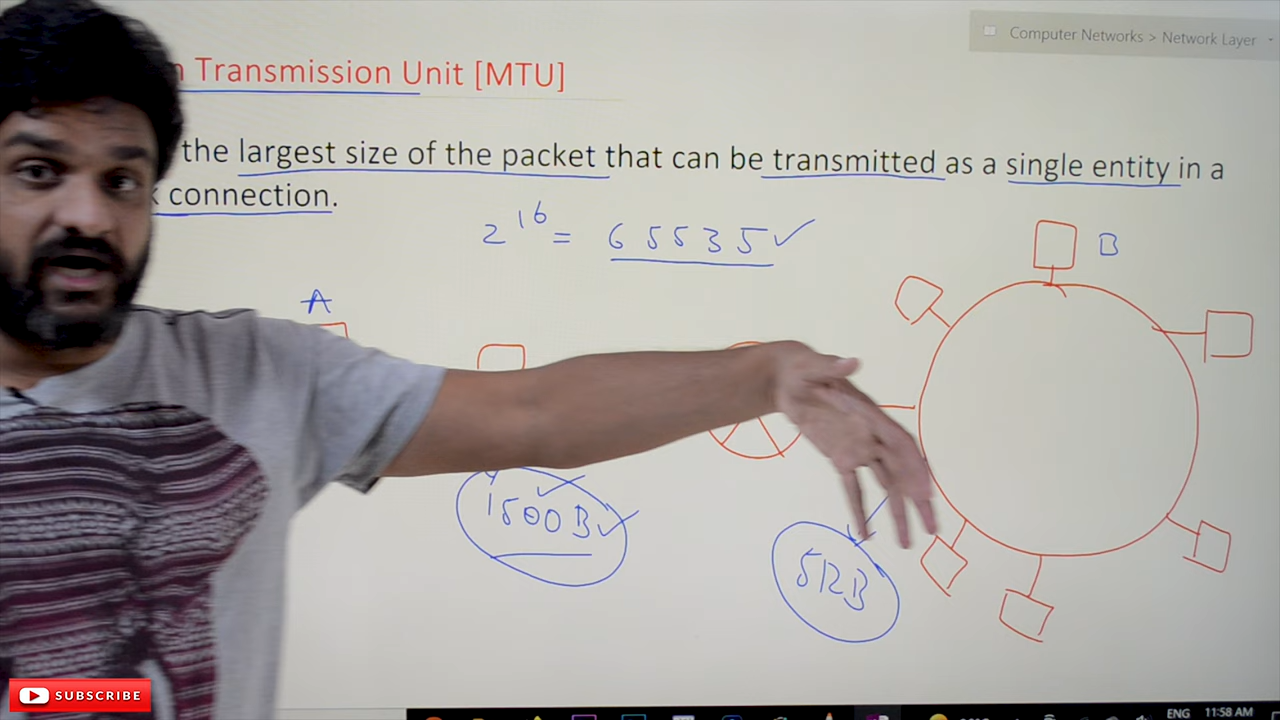 Computer Networks > Network Layer
Transmission Unit [MTU]
the largest size of the packet that can be transmitted as a single entity in a
connection.
2^16 = 65535
A
B
1500B
512B
SUBSCRIBE
ENG 11:58 AM